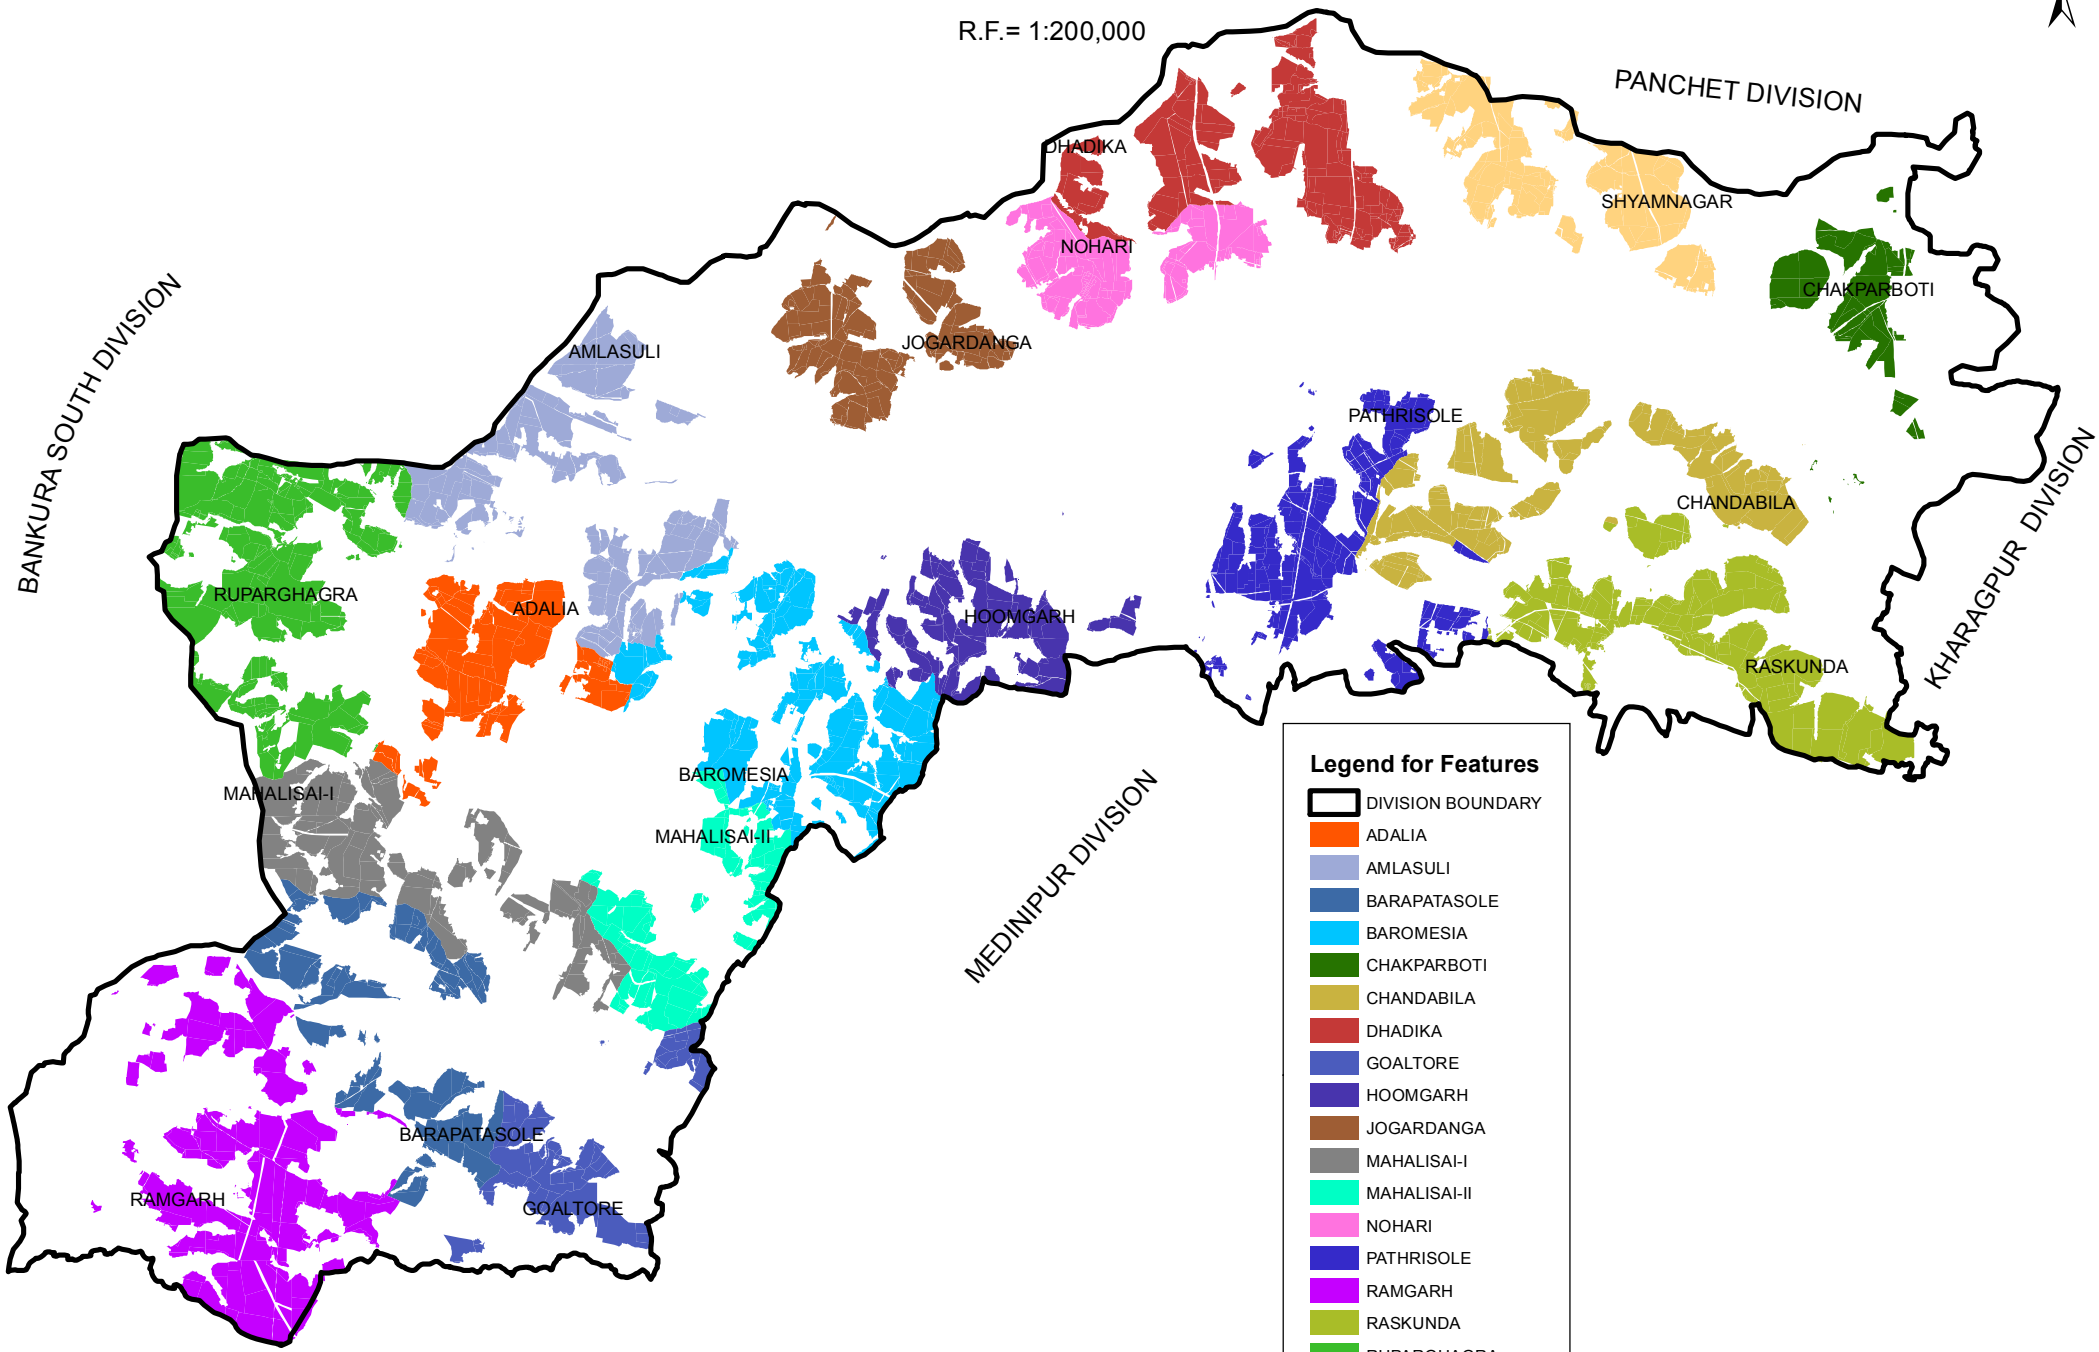 R.F.= 1:200,000
PANCHET DIVISION
DHADIKA
SHYAMNAGAR
NOHARI
CHAKPARBOTI
BANKURA SOUTH DIVISION
JOGARDANGA
AMLASULI
PATHRISOLE
CHANDABILA
KHARAGPUR DIVISION
RUPARGHAGRA
ADALIA
HOOMGARH
RASKUNDA
BAROMESIA
MAHALISAI-I
MAHALISAI-II
MEDINIPUR DIVISION
BARAPATASOLE
RAMGARH
GOALTORE
Legend for Features
DIVISION BOUNDARY
ADALIA
AMLASULI
BARAPATASOLE
BAROMESIA
CHAKPARBOTI
CHANDABILA
DHADIKA
GOALTORE
HOOMGARH
JOGARDANGA
MAHALISAI-I
MAHALISAI-II
NOHARI
PATHRISOLE
RAMGARH
RASKUNDA
RUPARGHAGRA